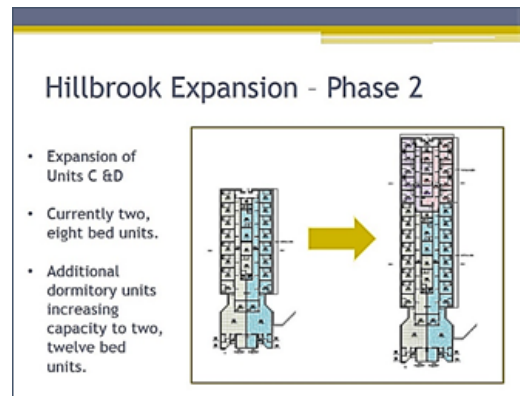 Hillbrook Expansion – Phase 2
• Expansion of
Units C &D
• Currently two,
eight bed units.
• Additional
dormitory units
increasing
capacity to two,
twelve bed
units.